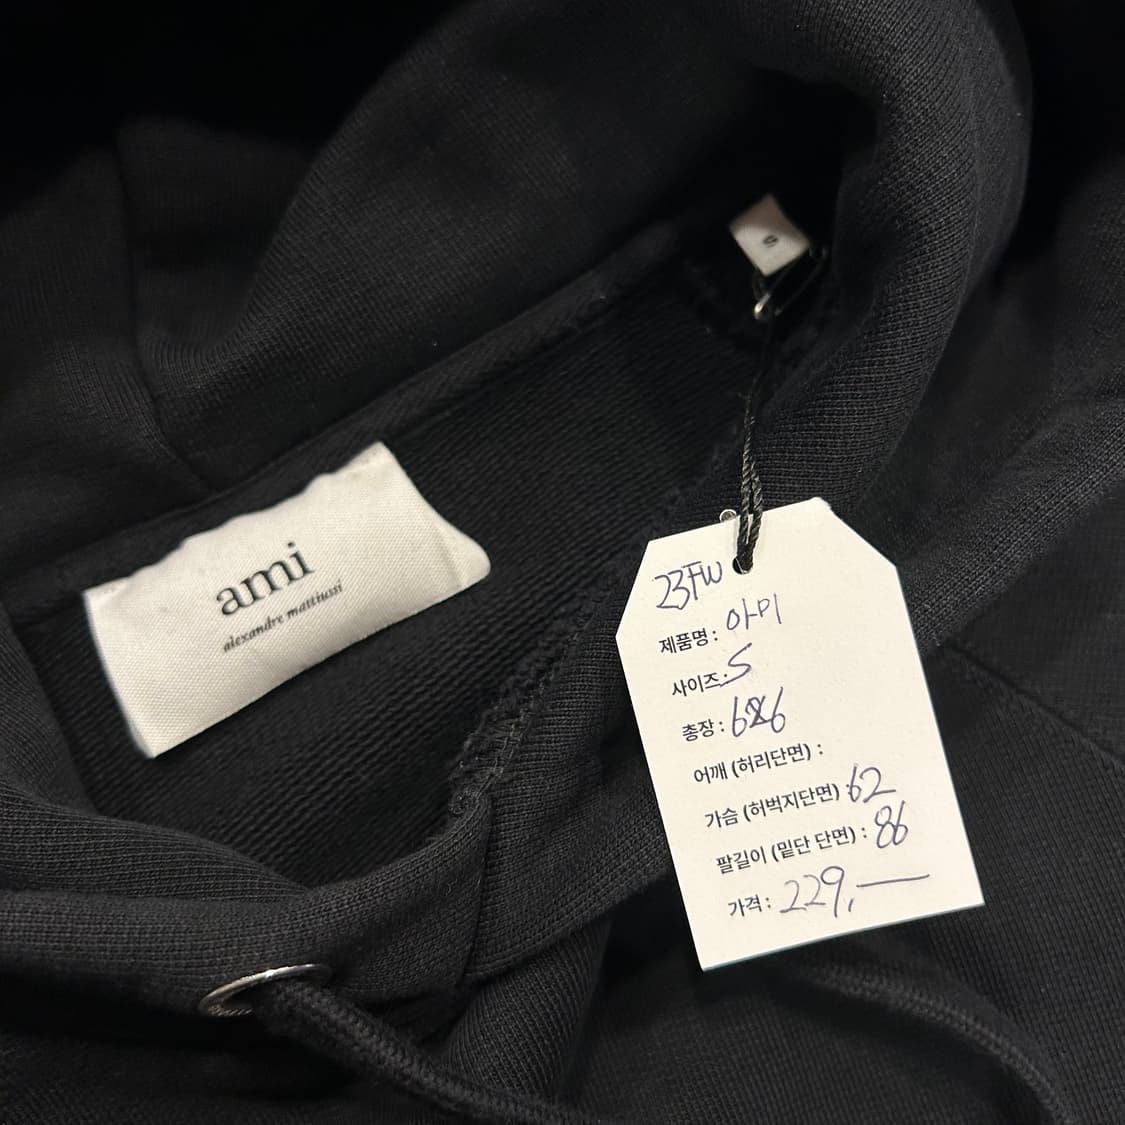 ami
alexandre mattiussi
S
23FW
제품명 : 아미
사이즈: S
총장 : 66
어깨 (허리단면) :
가슴 (허벅지단면) : 62
팔길이 (밑단 단면) : 86
가격 : 229,—